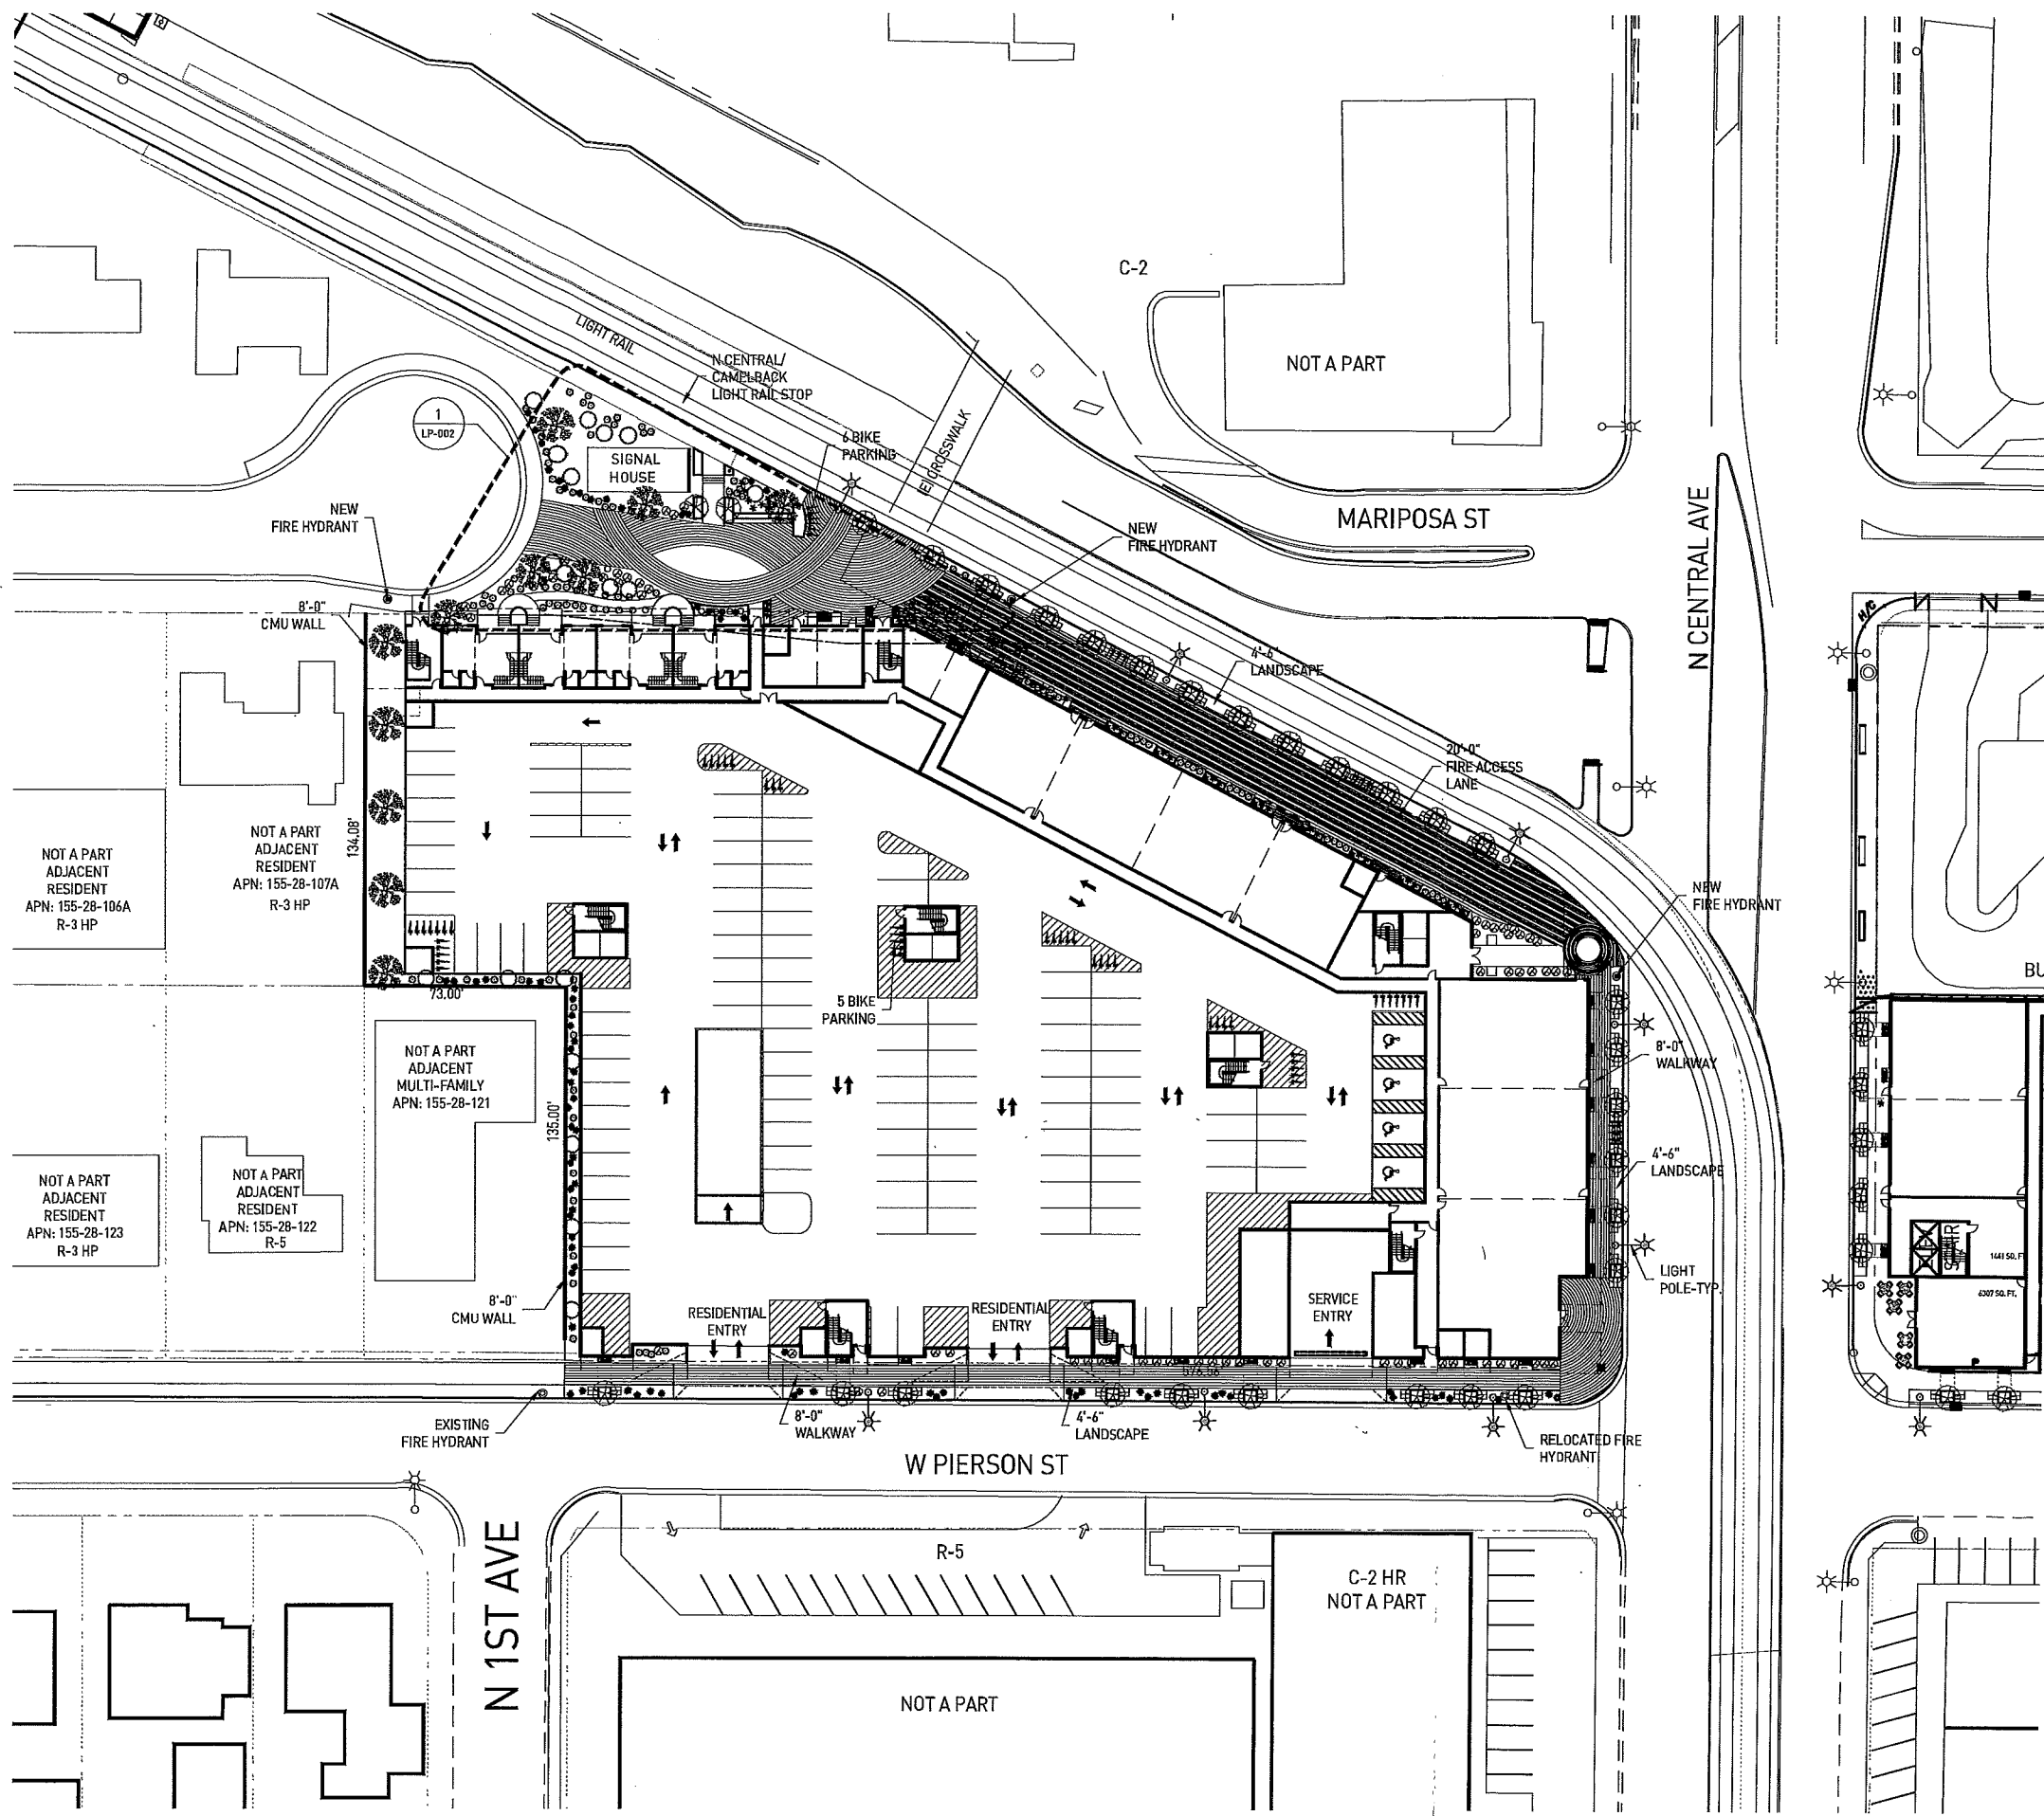 C-2
LIGHT RAIL
N.CENTRAL/
CAMELBACK
LIGHT RAIL STOP
NOT A PART
1
LP-002
6 BIKE
PARKING
(E) CROSSWALK
SIGNAL
HOUSE
NEW
FIRE HYDRANT
NEW
FIRE HYDRANT
MARIPOSA ST
N CENTRAL AVE
8'-0"
CMU WALL
H/C
4'-6"
LANDSCAPE
20'-0"
FIRE ACCESS
LANE
134.08'
NOT A PART
ADJACENT
RESIDENT
APN: 155-28-107A
R-3 HP
NOT A PART
ADJACENT
RESIDENT
APN: 155-28-106A
R-3 HP
NEW
FIRE HYDRANT
73.00'
5 BIKE
PARKING
BU
NOT A PART
ADJACENT
MULTI-FAMILY
APN: 155-28-121
135.00'
8'-0"
WALKWAY
4'-6"
LANDSCAPE
NOT A PART
ADJACENT
RESIDENT
APN: 155-28-123
R-3 HP
NOT A PART
ADJACENT
RESIDENT
APN: 155-28-122
R-5
1441 SQ. FT
6307 SQ. FT.
LIGHT
POLE-TYP.
8'-0"
CMU WALL
RESIDENTIAL
ENTRY
RESIDENTIAL
ENTRY
SERVICE
ENTRY
EXISTING
FIRE HYDRANT
8'-0"
WALKWAY
4'-6"
LANDSCAPE
RELOCATED FIRE
HYDRANT
W PIERSON ST
N 1ST AVE
R-5
C-2 HR
NOT A PART
NOT A PART